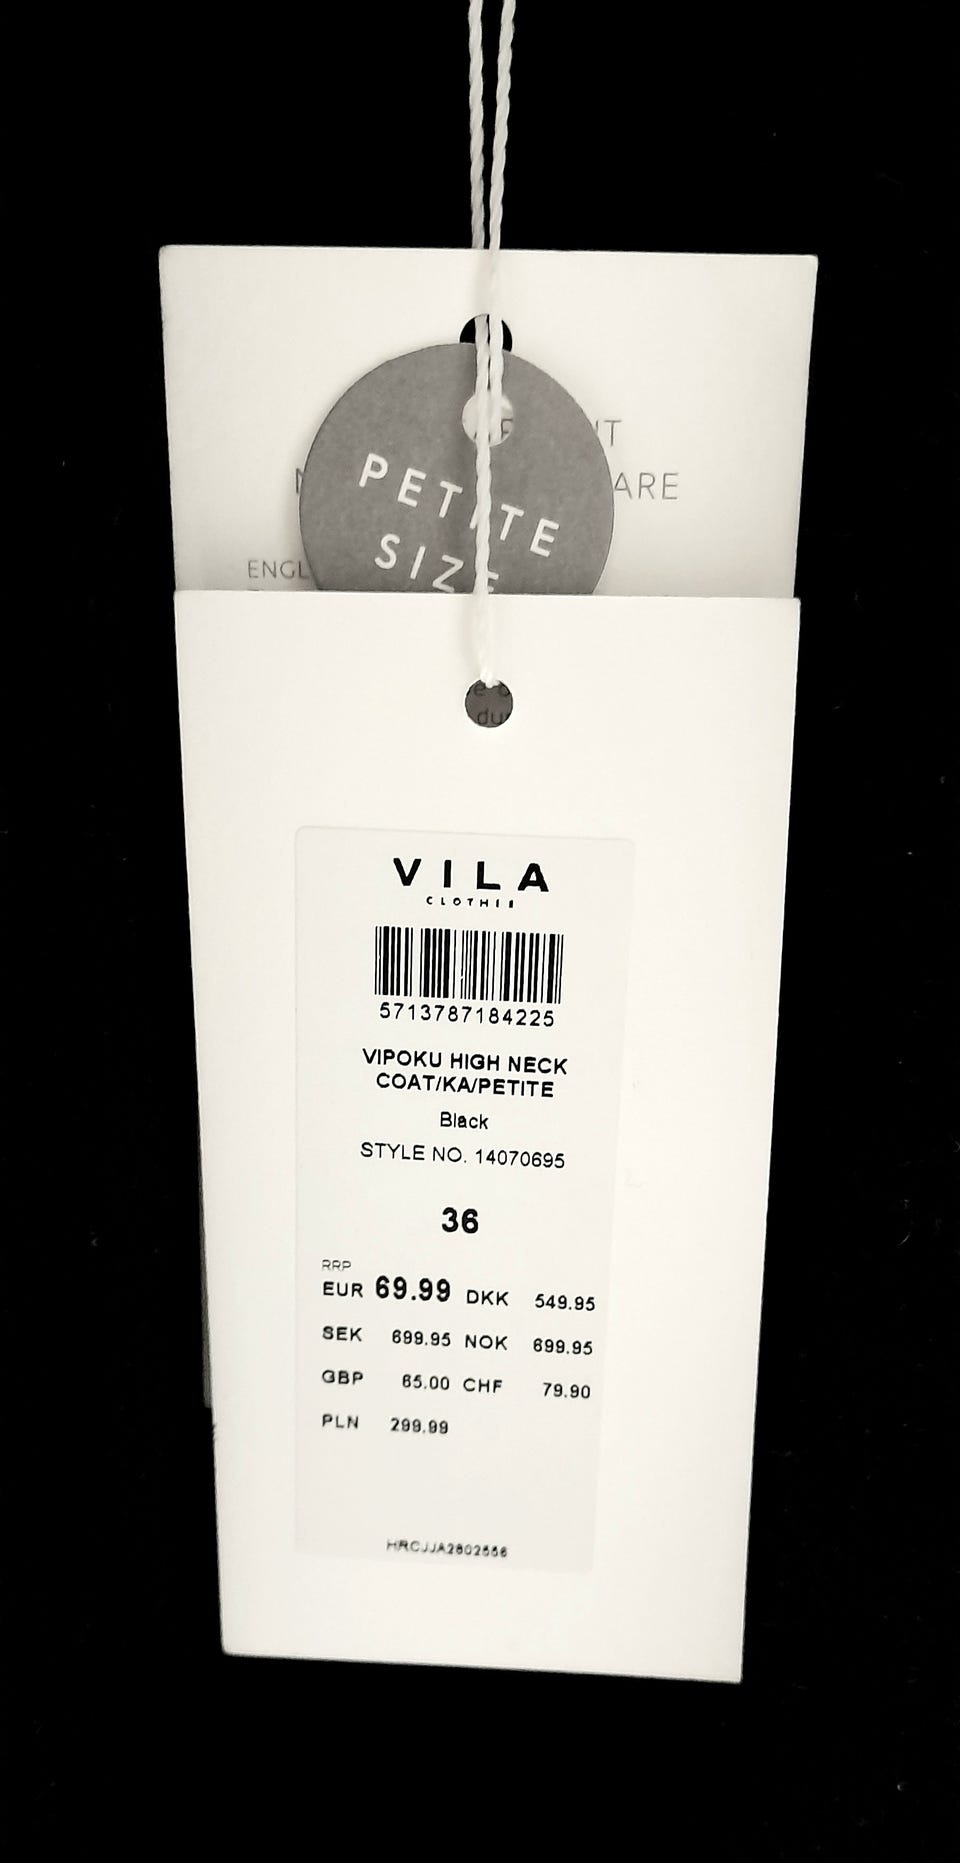 PETITE
SIZE
ARE
VILA
CLOTHES
5713787184225
VIPOKU HIGH NECK
COAT/KA/PETITE
Black
STYLE NO. 14070695
36
RRP
EUR 69.99 DKK 549.95
SEK 699.95 NOK 699.95
GBP 65.00 CHF 79.90
PLN 299.99
HRCJJA2802556